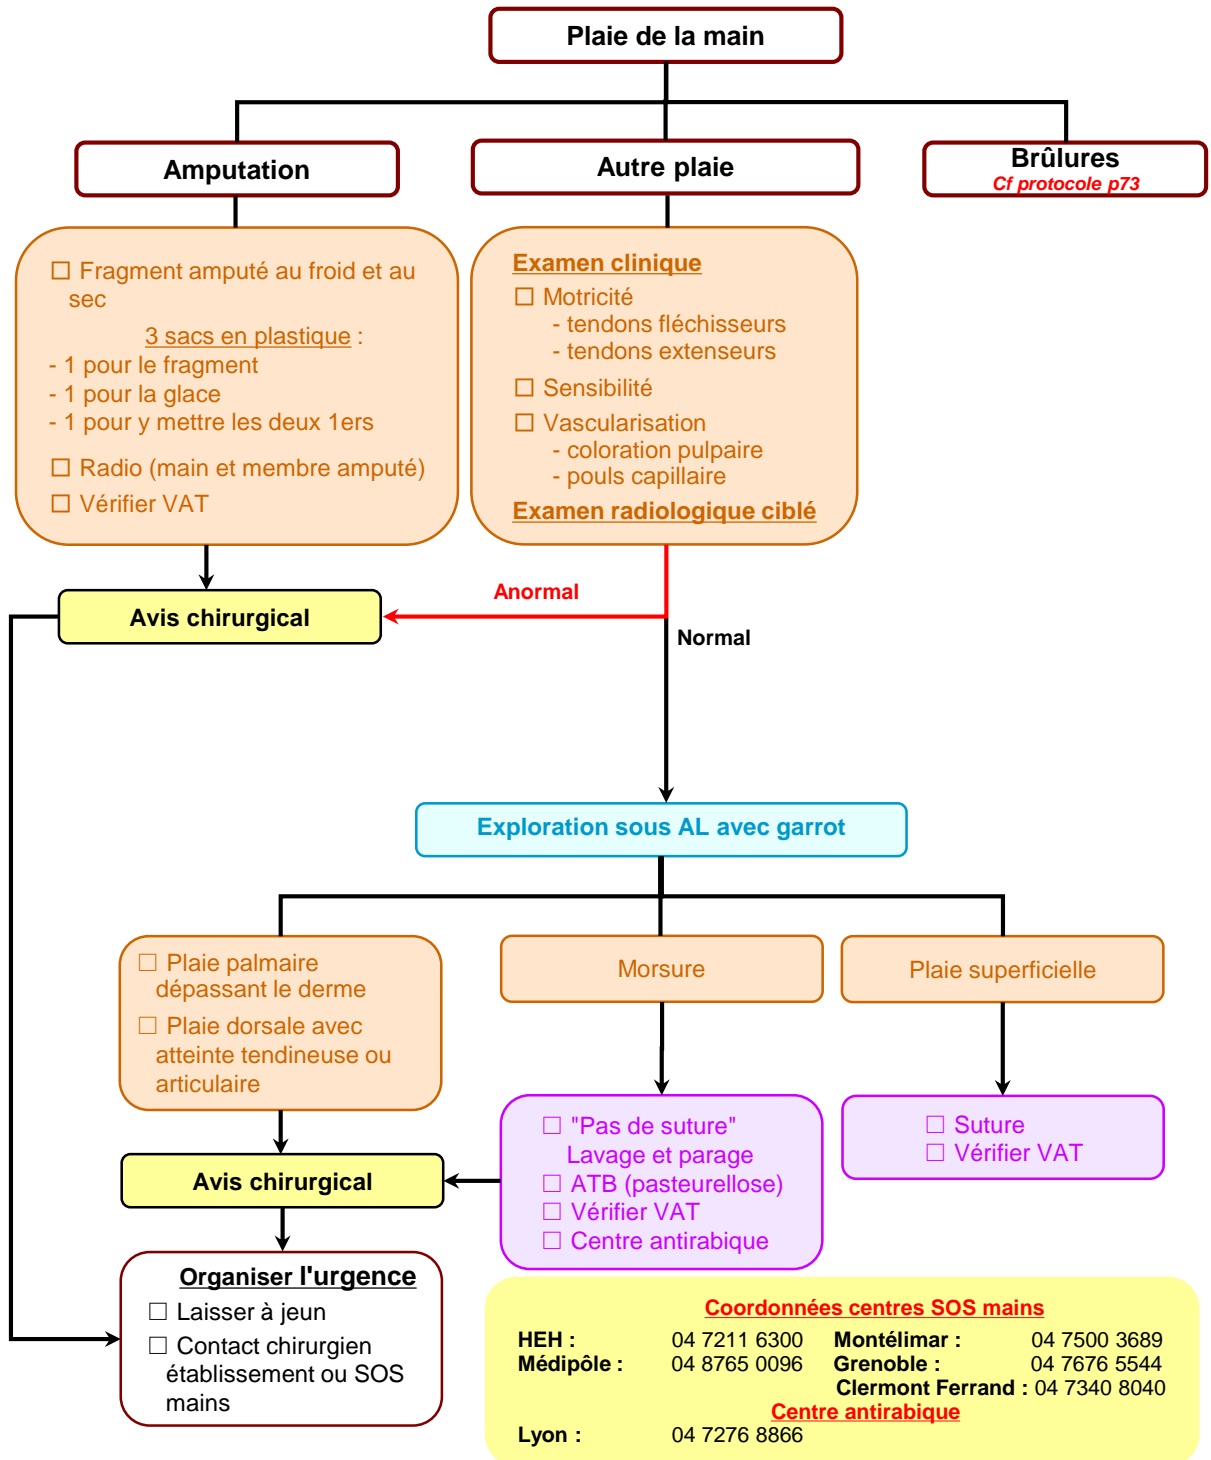 Plaie de la main
Amputation
Autre plaie
Brûlures
Cf protocole p73
☐ Fragment amputé au froid et au
sec
3 sacs en plastique :
- 1 pour le fragment
- 1 pour la glace
- 1 pour y mettre les deux 1ers
☐ Radio (main et membre amputé)
☐ Vérifier VAT
Examen clinique
☐ Motricité
- tendons fléchisseurs
- tendons extenseurs
☐ Sensibilité
☐ Vascularisation
- coloration pulpaire
- pouls capillaire
Examen radiologique ciblé
Anormal
Avis chirurgical
Normal
Exploration sous AL avec garrot
☐ Plaie palmaire
dépassant le derme
☐ Plaie dorsale avec
atteinte tendineuse ou
articulaire
Morsure
Plaie superficielle
☐ "Pas de suture"
Lavage et parage
☐ ATB (pasteurellose)
☐ Vérifier VAT
☐ Centre antirabique
☐ Suture
☐ Vérifier VAT
Avis chirurgical
Organiser l'urgence
☐ Laisser à jeun
☐ Contact chirurgien
établissement ou SOS
mains
Coordonnées centres SOS mains
HEH : 04 7211 6300 Montélimar : 04 7500 3689
Médipôle : 04 8765 0096 Grenoble : 04 7676 5544
Clermont Ferrand : 04 7340 8040
Centre antirabique
Lyon : 04 7276 8866